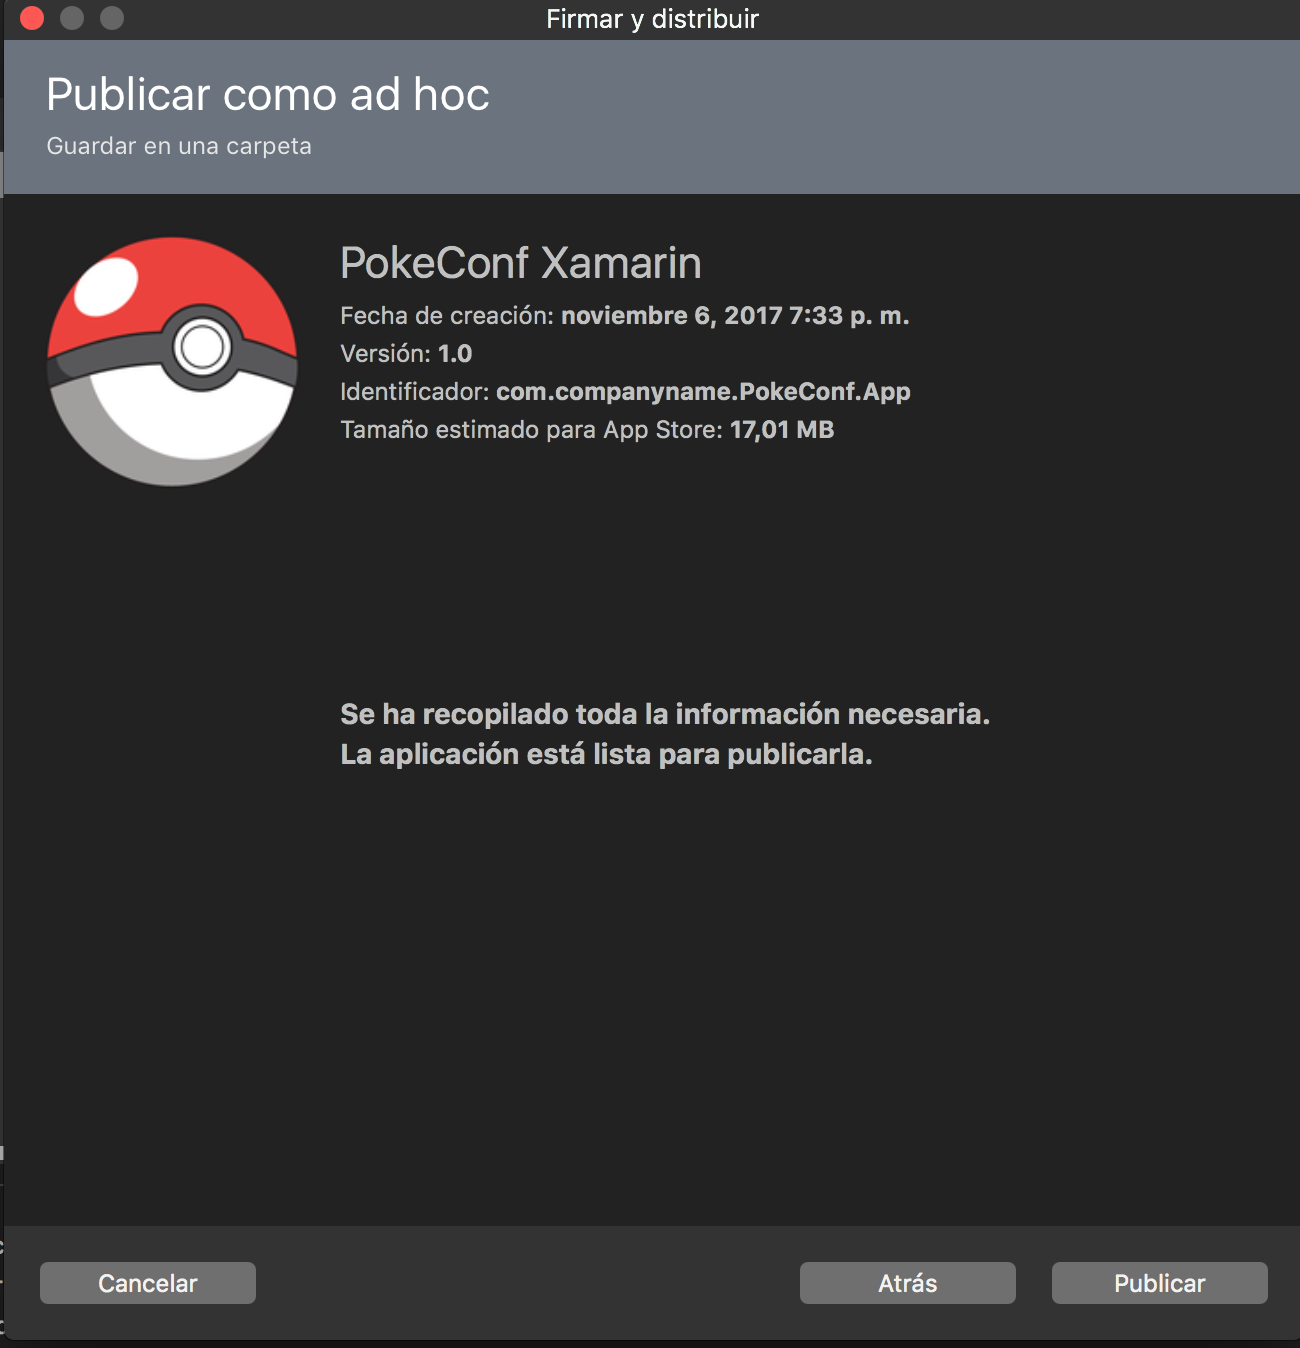 Firmar y distribuir
Publicar como ad hoc
Guardar en una carpeta
PokeConf Xamarin
Fecha de creación: noviembre 6, 2017 7:33 p. m.
Versión: 1.0
Identificador: com.companyname.PokeConf.App
Tamaño estimado para App Store: 17,01 MB
Se ha recopilado toda la información necesaria.
La aplicación está lista para publicarla.
Cancelar
Atrás
Publicar